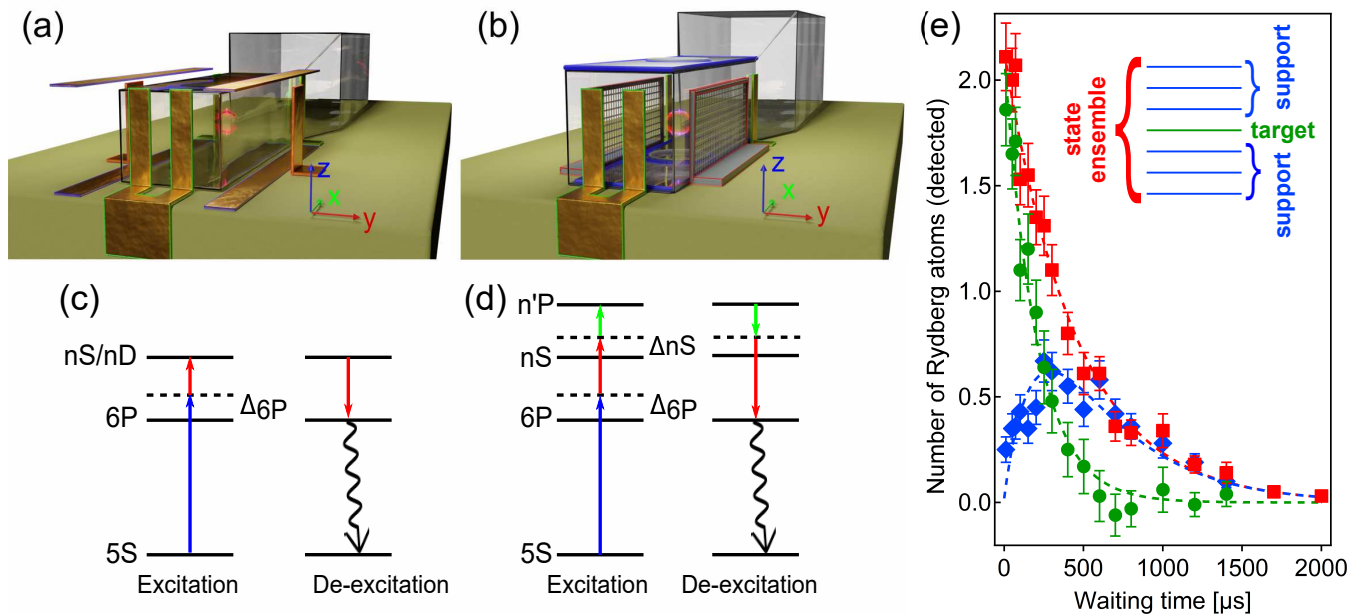 (a)
z
x
y
(b)
z
x
y
(c)
nS/nD
6P
Δ6P
5S
Excitation
De-excitation
(d)
n'P
nS
ΔnS
6P
Δ6P
5S
Excitation
De-excitation
(e)
Number of Rydberg atoms (detected)
2.0
1.5
1.0
0.5
0.0
state
ensemble
support
target
support
0
500
1000
1500
2000
Waiting time [µs]